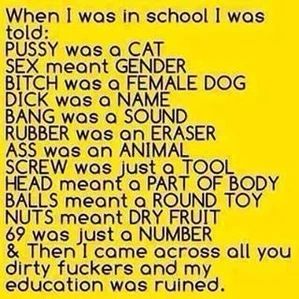 When I was in school I was
told:
PUSSY was a CAT
SEX meant GENDER
BITCH was a FEMALE DOG
DICK was a NAME
BANG was a SOUND
RUBBER was an ERASER
ASS was an ANIMAL
SCREW was just a TOOL
HEAD meant a PART OF BODY
BALLS meant a ROUND TOY
NUTS meant DRY FRUIT
69 was just a NUMBER
& Then I came across all you
dirty fuckers and my
education was ruined.